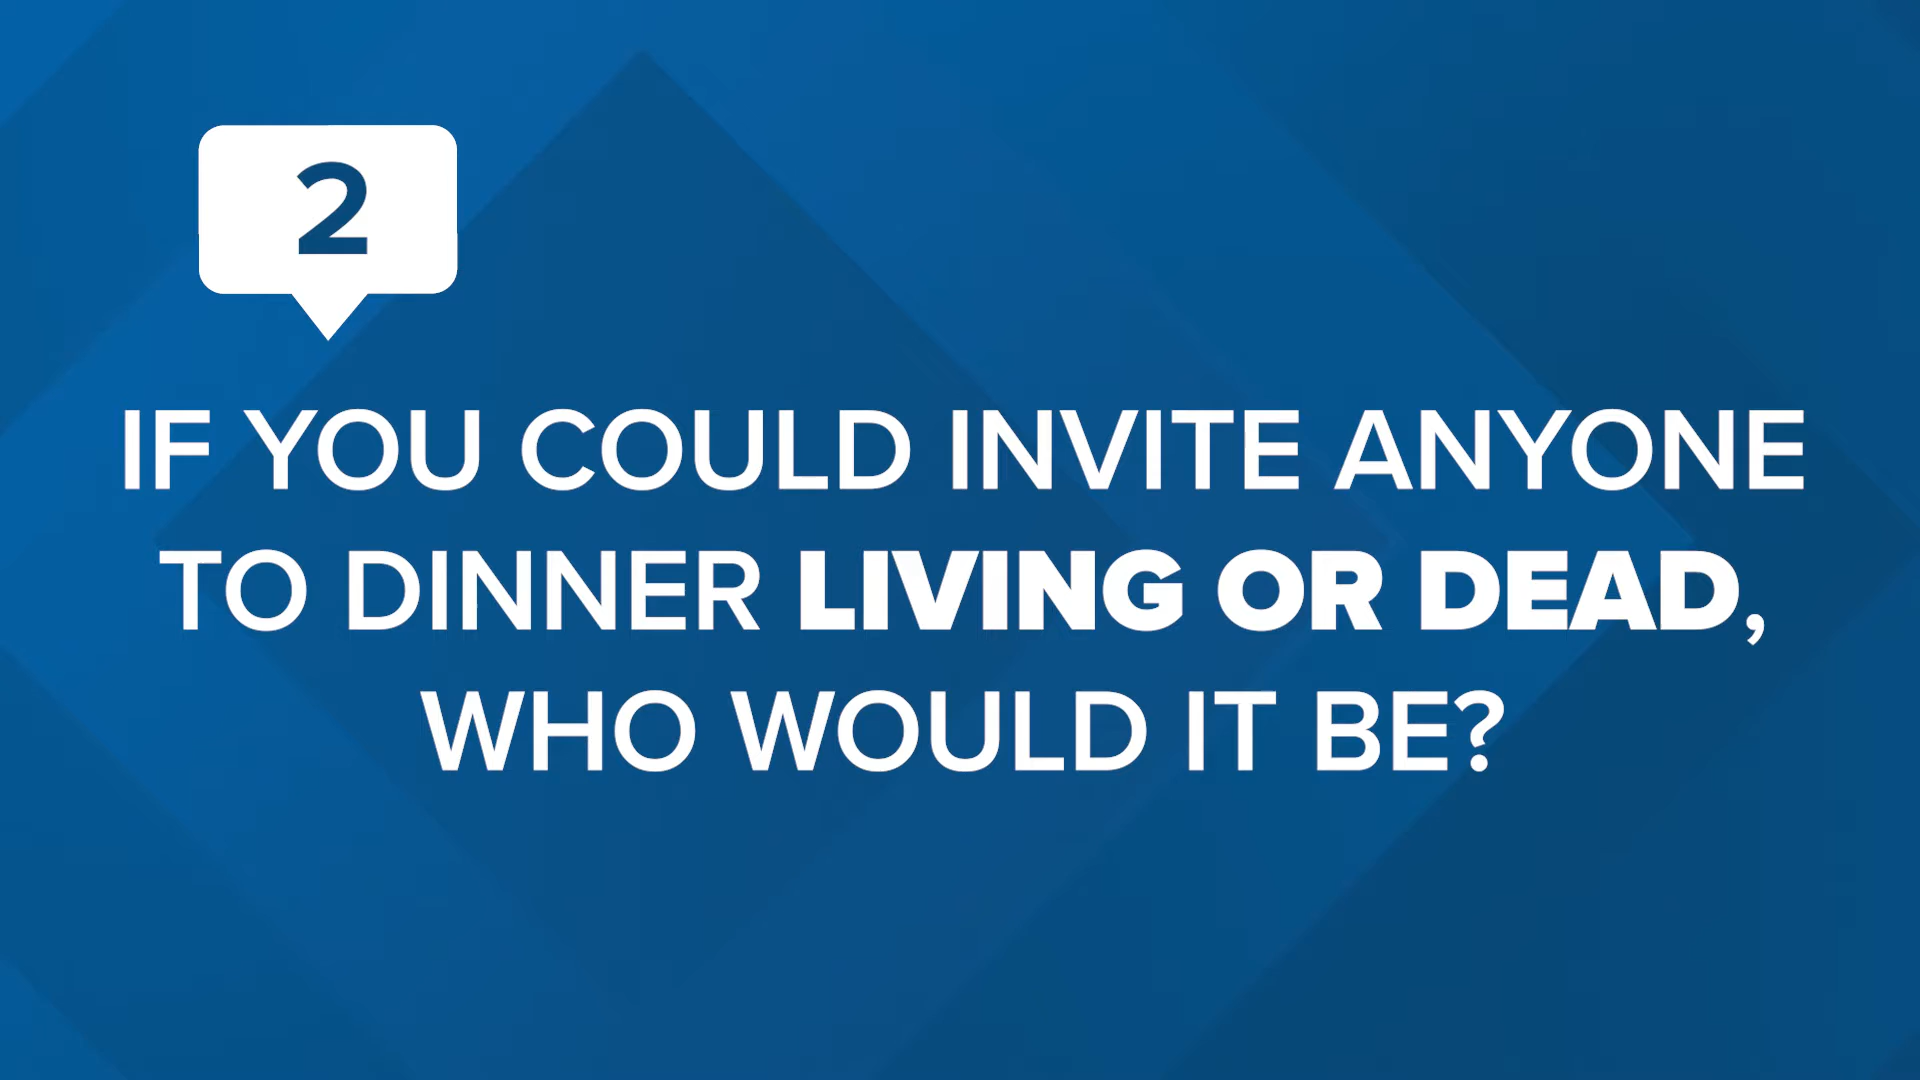 2
IF YOU COULD INVITE ANYONE
TO DINNER LIVING OR DEAD,
WHO WOULD IT BE?